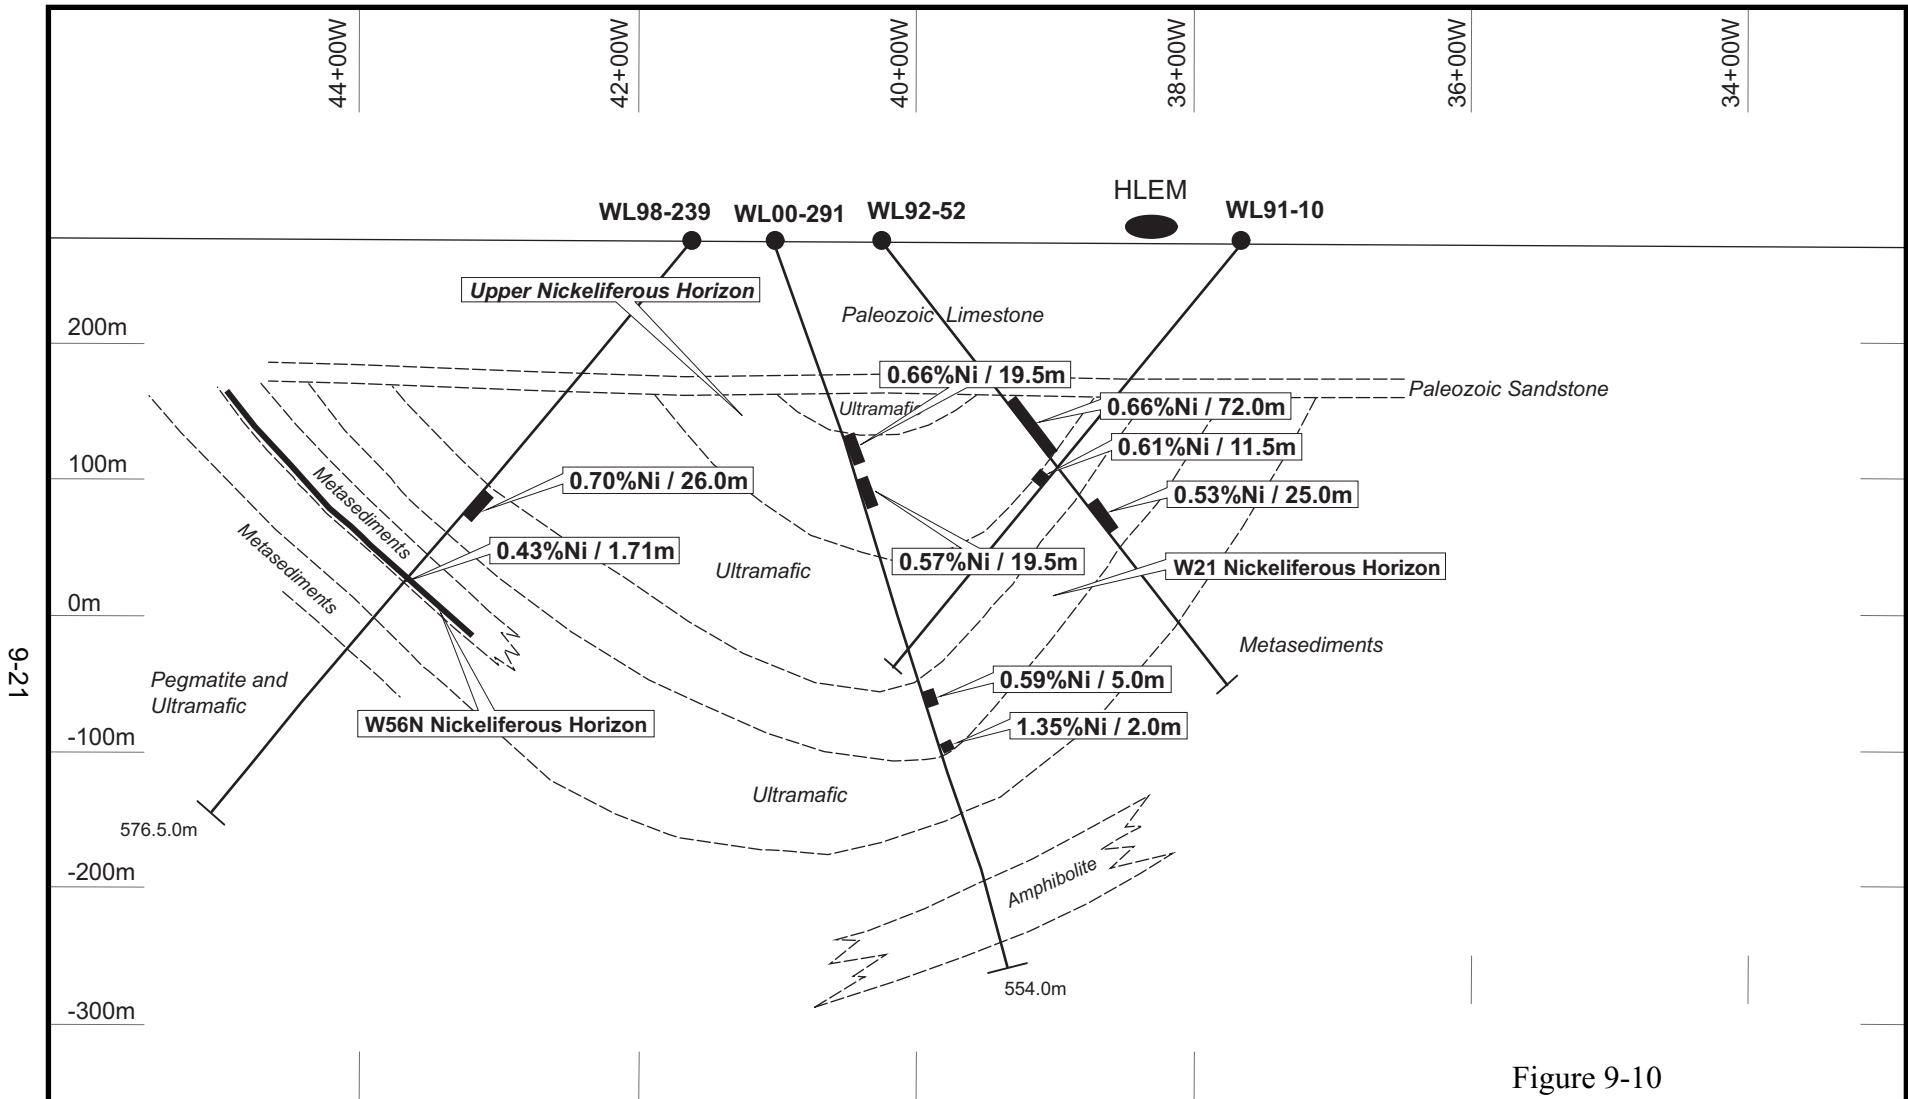 44+00W
42+00W
40+00W
38+00W
36+00W
34+00W
HLEM
WL98-239
WL00-291
WL92-52
WL91-10
Upper Nickeliferous Horizon
Paleozoic Limestone
200m
0.66%Ni / 19.5m
Paleozoic Sandstone
Ultramafic
0.66%Ni / 72.0m
0.61%Ni / 11.5m
100m
Metasediments
0.70%Ni / 26.0m
0.53%Ni / 25.0m
Metasediments
0.43%Ni / 1.71m
0.57%Ni / 19.5m
Ultramafic
W21 Nickeliferous Horizon
0m
Metasediments
9-21
Pegmatite and
Ultramafic
0.59%Ni / 5.0m
W56N Nickeliferous Horizon
1.35%Ni / 2.0m
-100m
Ultramafic
576.5.0m
-200m
Amphibolite
554.0m
-300m
Figure 9-10